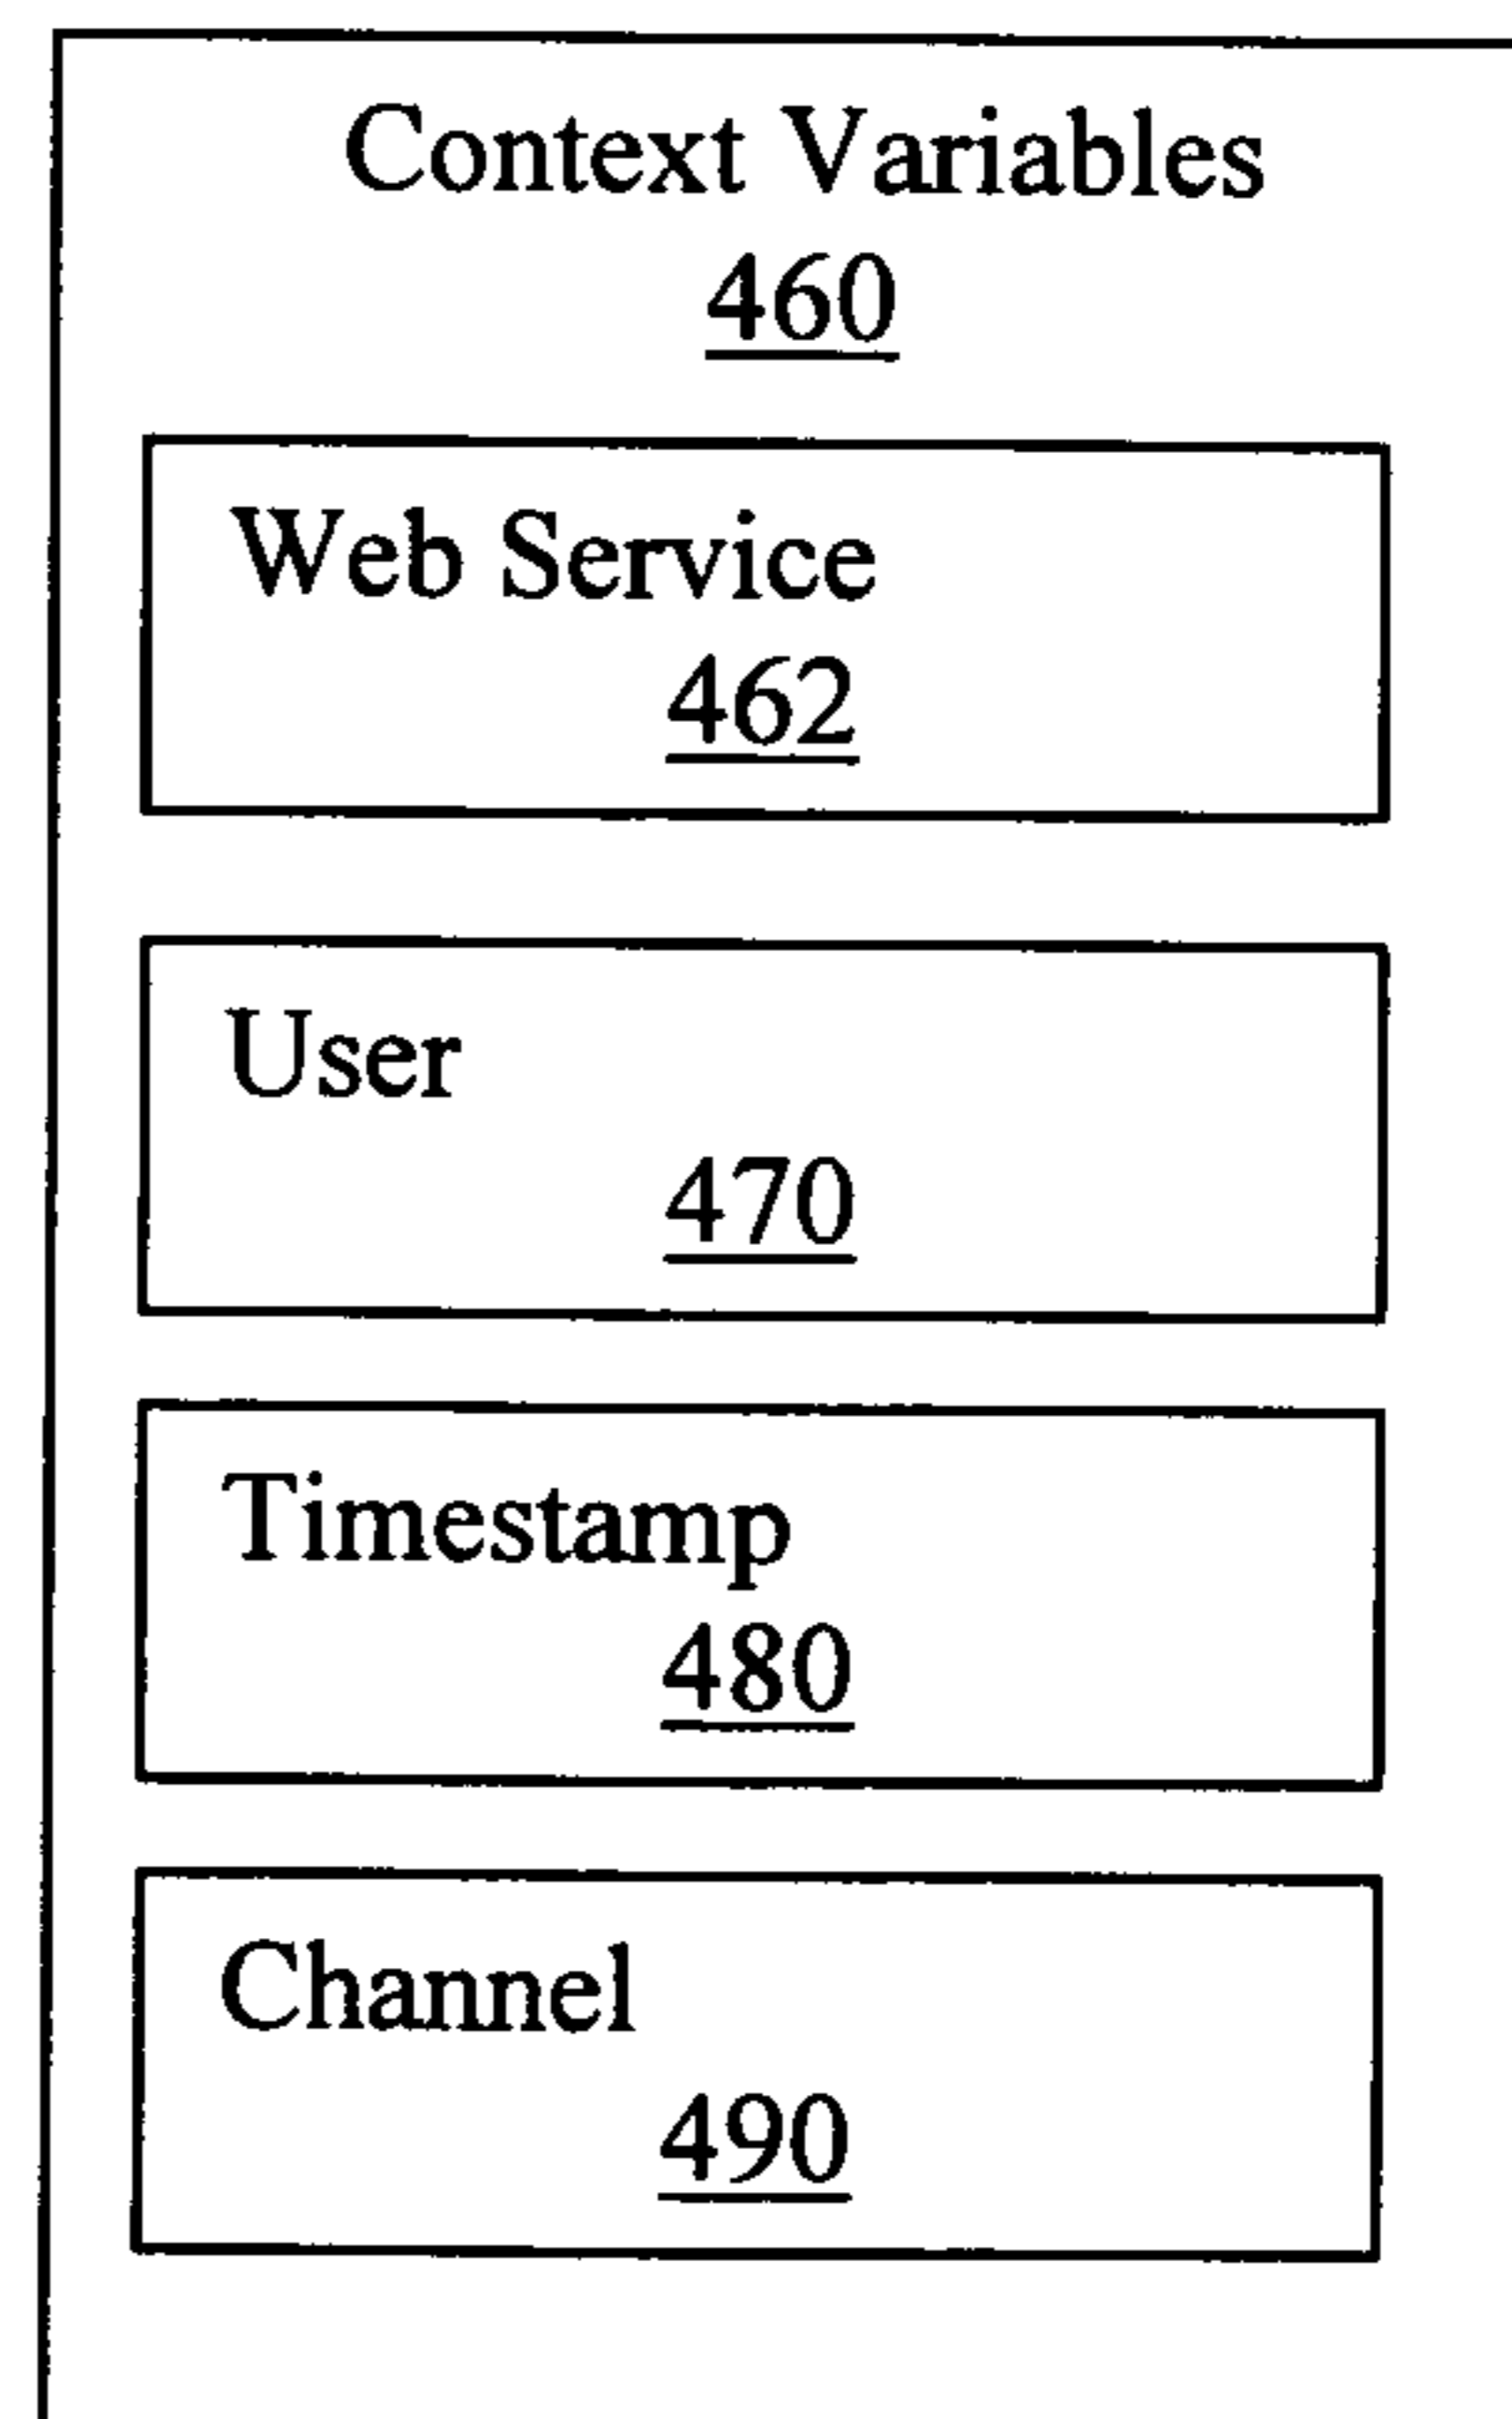 Context Variables
460
Web Service
462
User
470
Timestamp
480
Channel
490